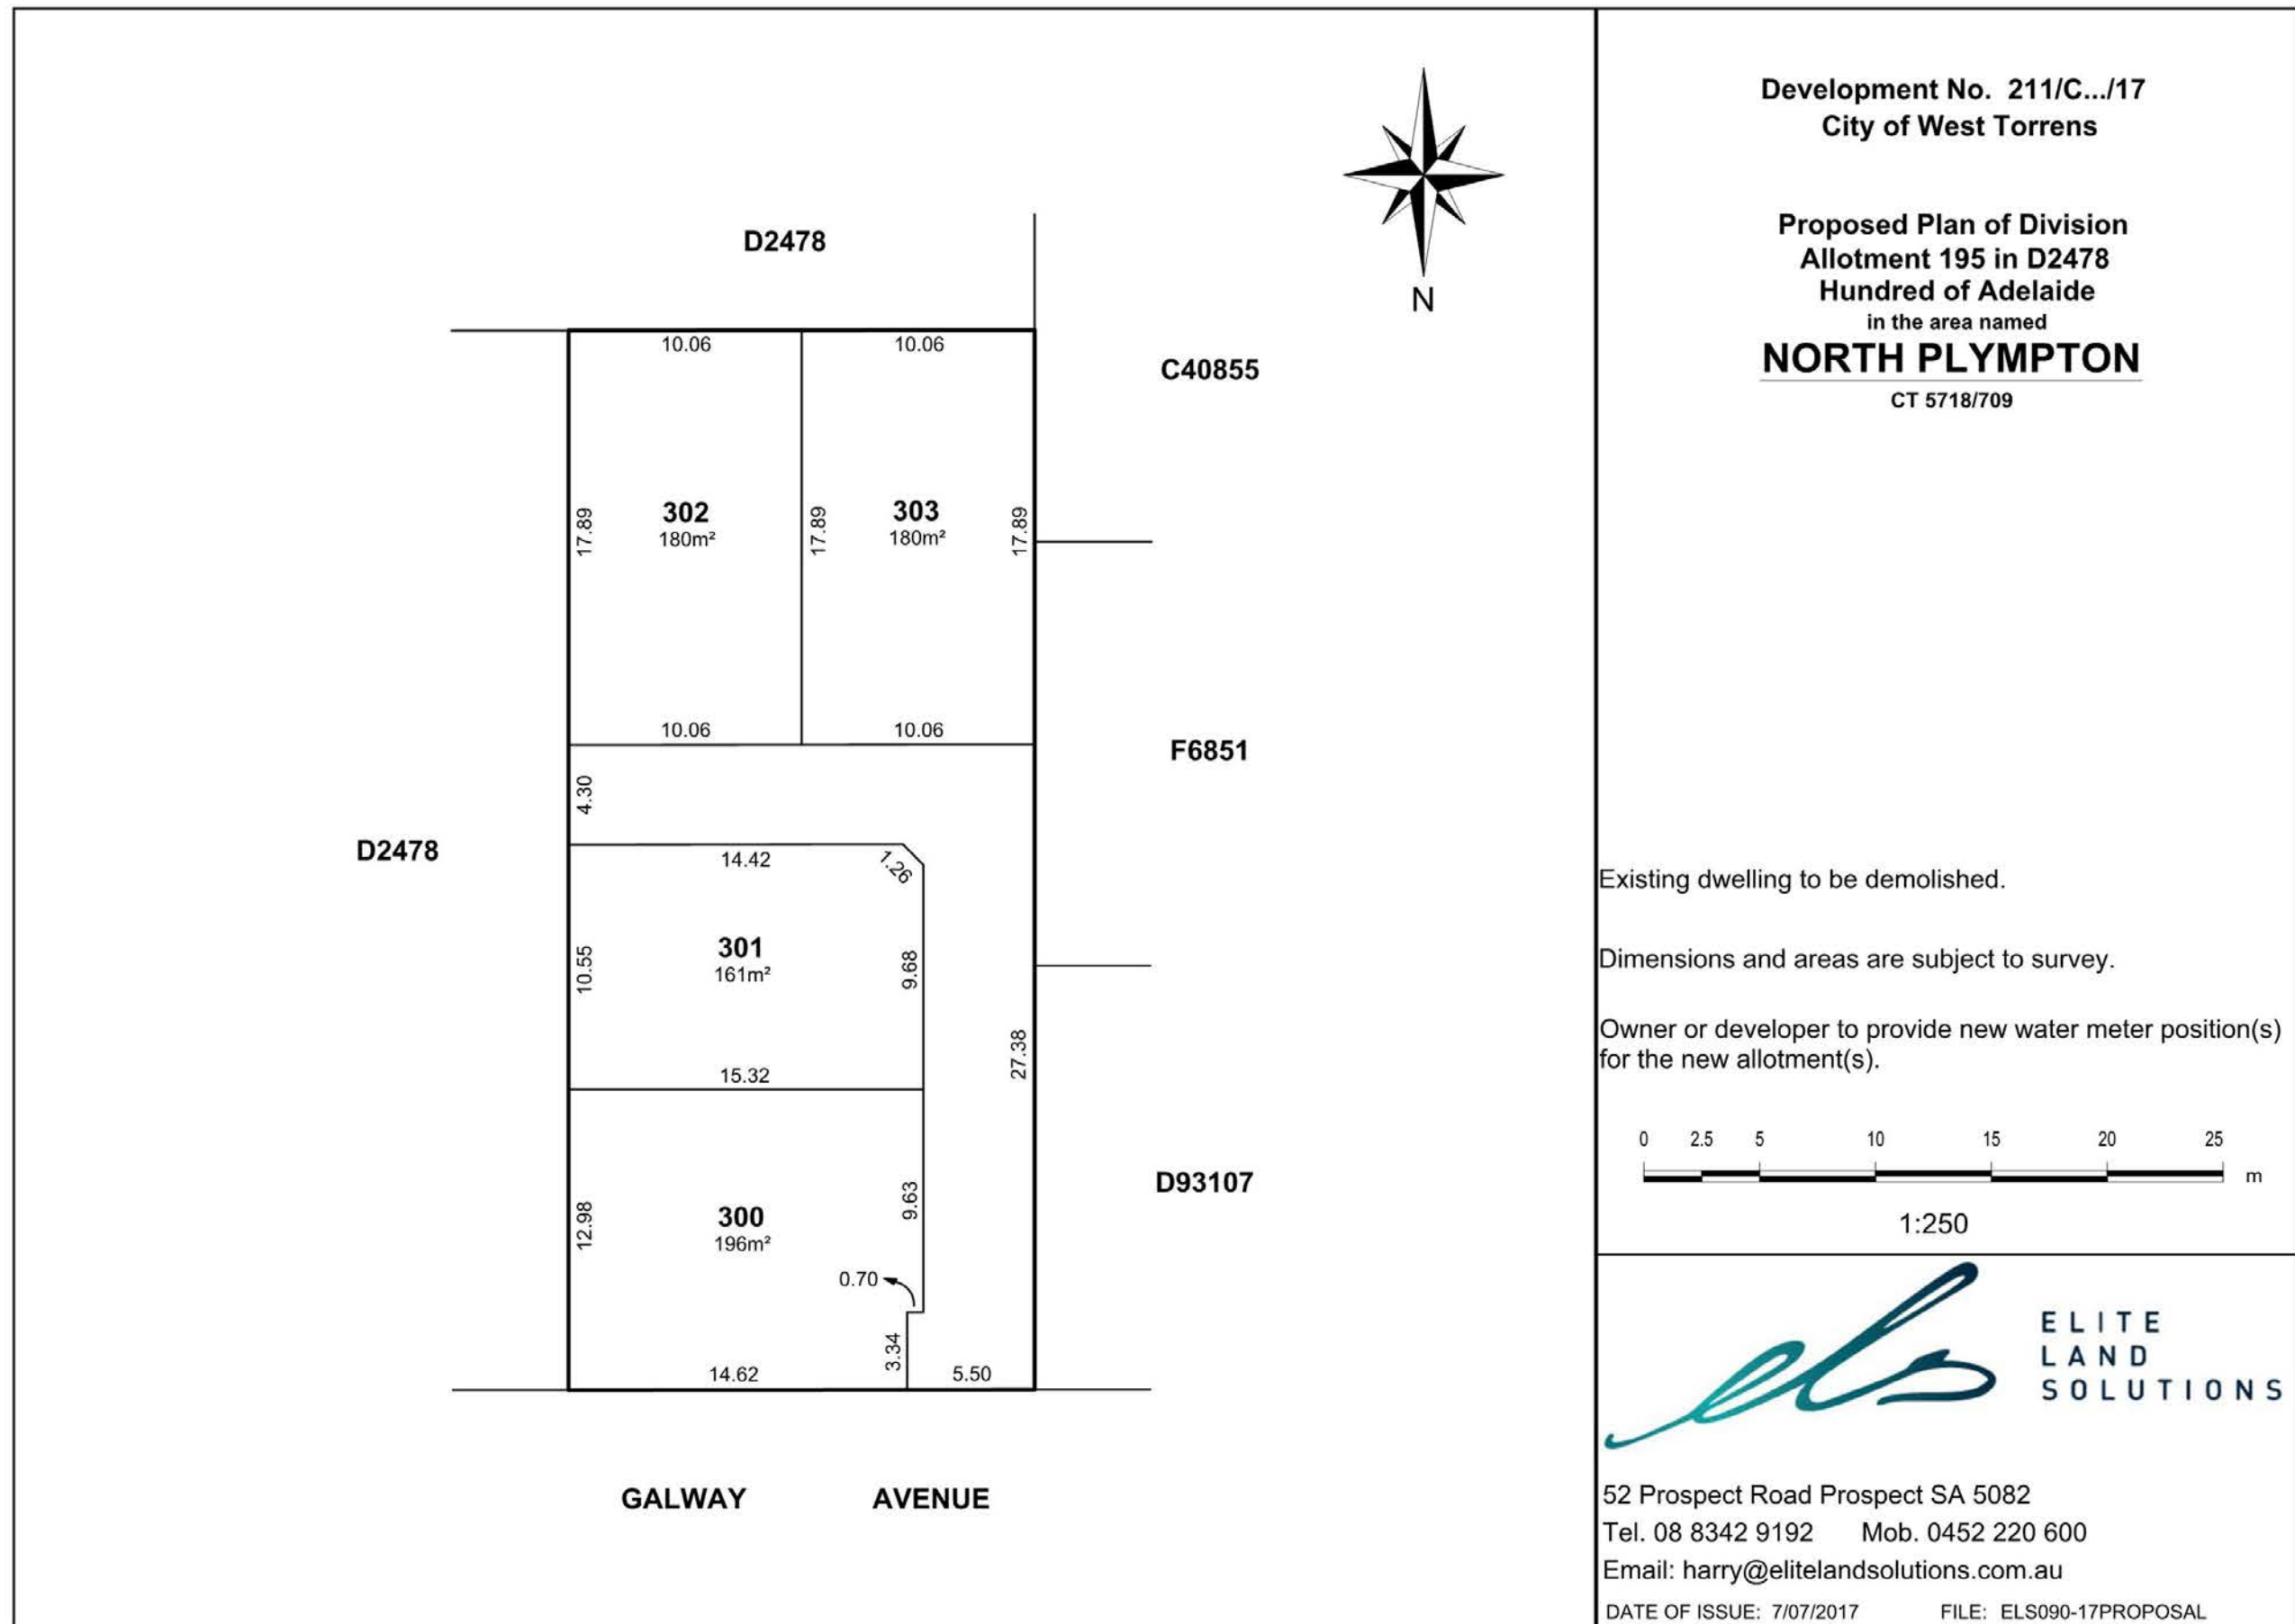 D2478
N
10.06
10.06
C40855
302
180m²
303
180m²
17.89
17.89
17.89
10.06
10.06
F6851
4.30
D2478
14.42
1.26
301
161m²
10.55
9.68
27.38
15.32
D93107
300
196m²
12.98
9.63
0.70
3.34
14.62
5.50
GALWAY AVENUE
Development No. 211/C.../17
City of West Torrens
Proposed Plan of Division
Allotment 195 in D2478
Hundred of Adelaide
in the area named
NORTH PLYMPTON
CT 5718/709
Existing dwelling to be demolished.
Dimensions and areas are subject to survey.
Owner or developer to provide new water meter position(s)
for the new allotment(s).
0 2.5 5 10 15 20 25
m
1:250
els
ELITE
LAND
SOLUTIONS
52 Prospect Road Prospect SA 5082
Tel. 08 8342 9192 Mob. 0452 220 600
Email: harry@elitelandsolutions.com.au
DATE OF ISSUE: 7/07/2017 FILE: ELS090-17PROPOSAL